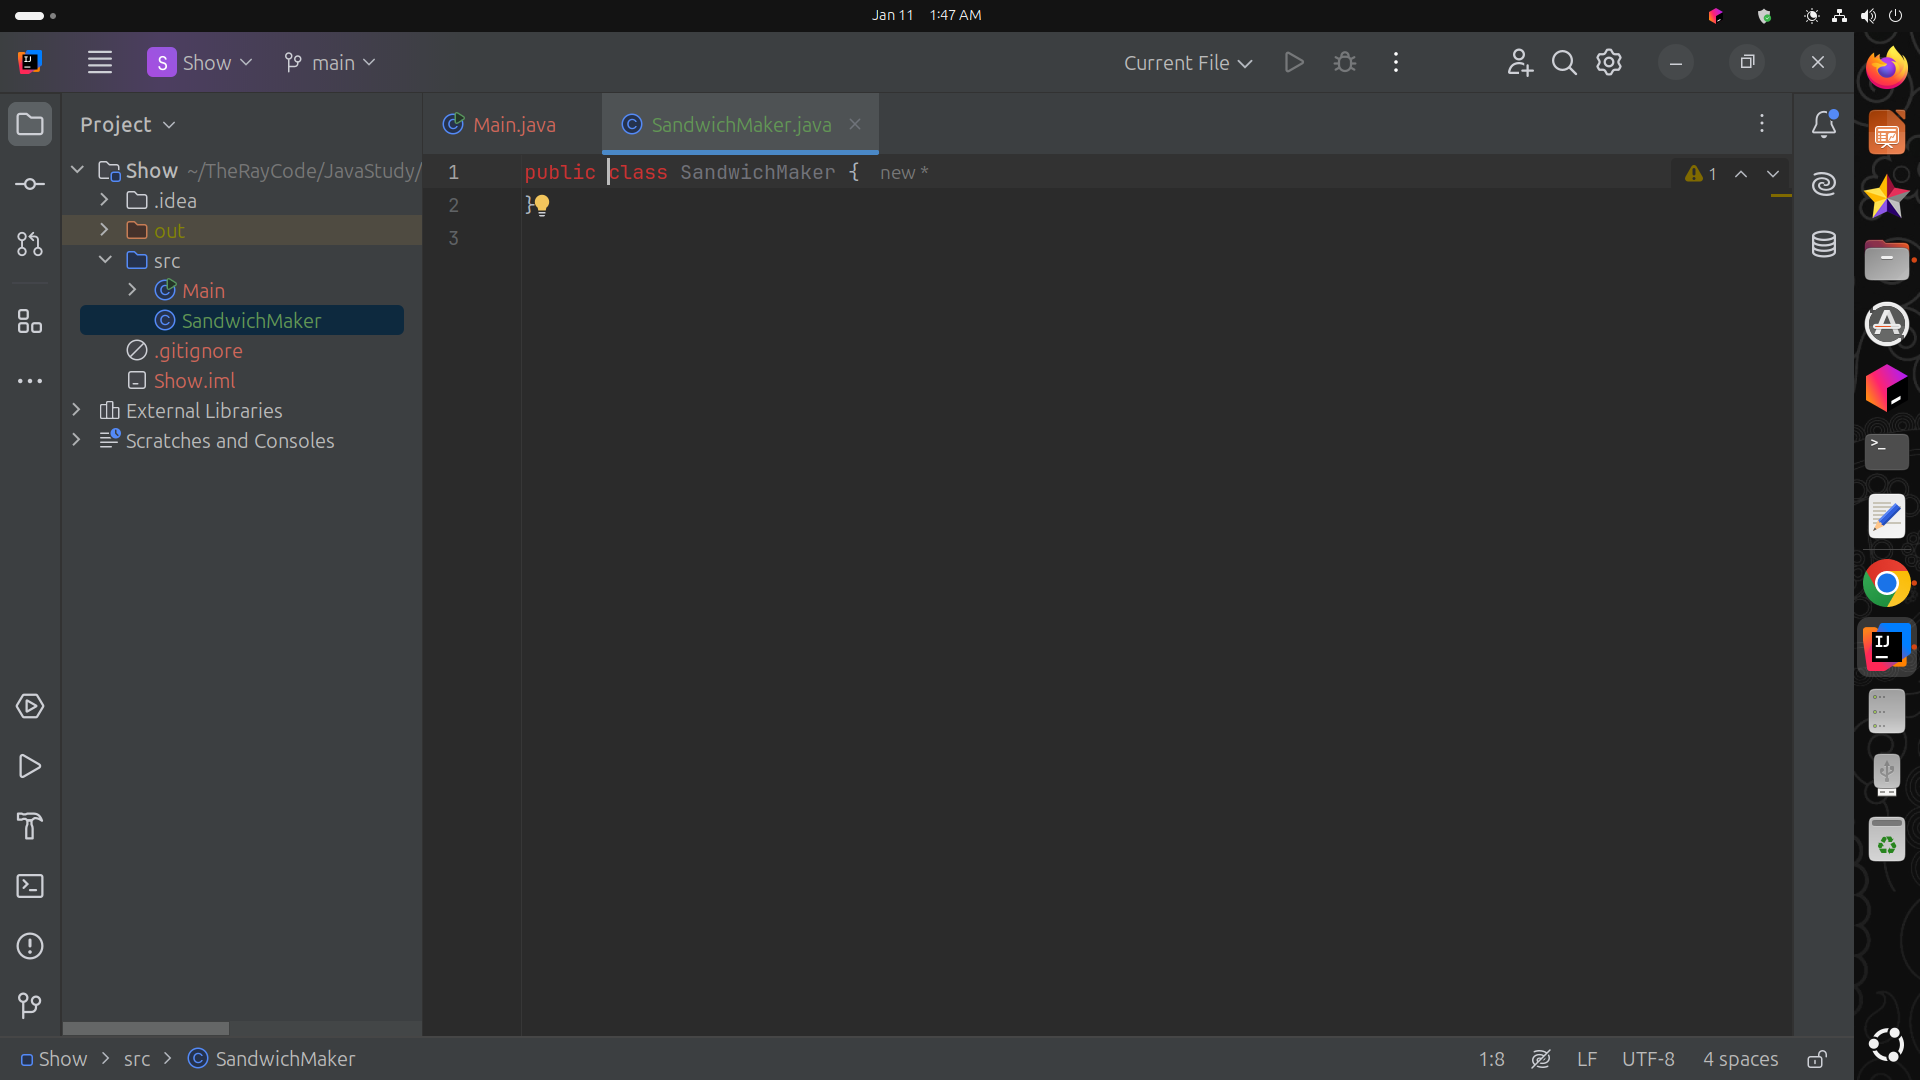 Jan 11 1:47 AM
S Show main Current File
Project
Main.java SandwichMaker.java
Show ~/TheRayCode/JavaStudy/
.idea
out
src
Main
SandwichMaker
.gitignore
Show.iml
External Libraries
Scratches and Consoles
1 public class SandwichMaker { new *
2 }
3
1
Show > src > SandwichMaker
1:8 LF UTF-8 4 spaces